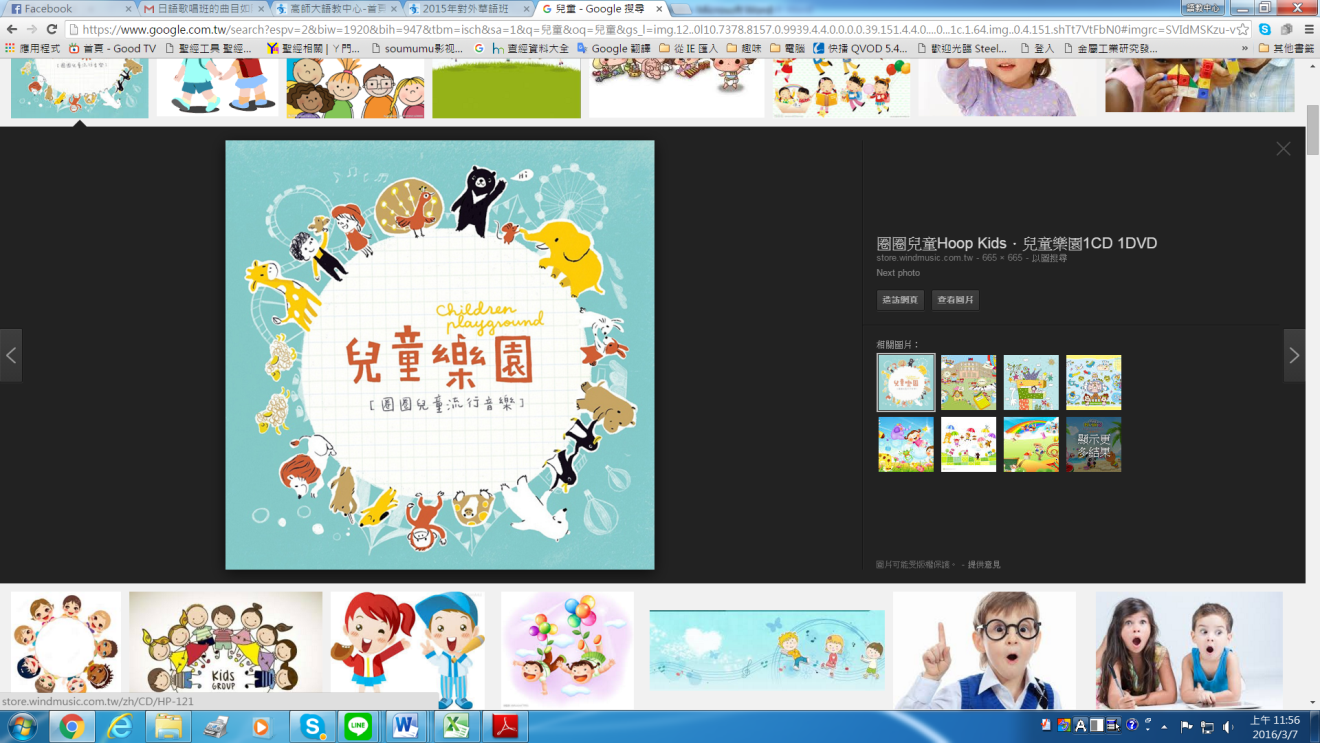 Facebook
日語歌唱班的曲目如
高師大語教中心-首頁
2015年對外華語班
兒童 - Google 搜尋
語教中心
https://www.google.com.tw/search?espv=2&biw=1920&bih=947&tbm=isch&sa=1&q=兒童&oq=兒童&gs_l=img.12..0l10.7378.8157.0.9939.4.4.0.0.0.0.39.151.4.4.0....0...1c.1.64.img..0.4.151.shTt7VtFbN0#imgrc=SVIdMSKzu-v
應用程式
首頁 - Good TV
聖經工具 聖經...
聖經相關 | 丫門...
soumumu影視...
查經資料大全
Google 翻譯
從 IE 匯入
趣味
電腦
快播 QVOD 5.4...
歡迎光臨 Steel...
登入
金屬工業研究發...
其他書籤
Hi
Children
playground
兒童樂園
[ 圈圈兒童流行音樂 ]
圈圈兒童Hoop Kids．兒童樂園1CD 1DVD
store.windmusic.com.tw - 665 × 665 - 以圖搜尋
Next photo
造訪網頁 查看圖片
相關圖片：
顯示更
多結果
圖片可能受版權保護。 - 提供意見
KIDS
GROUP
store.windmusic.com.tw/zh/CD/HP-121
上午 11:56
2016/3/7